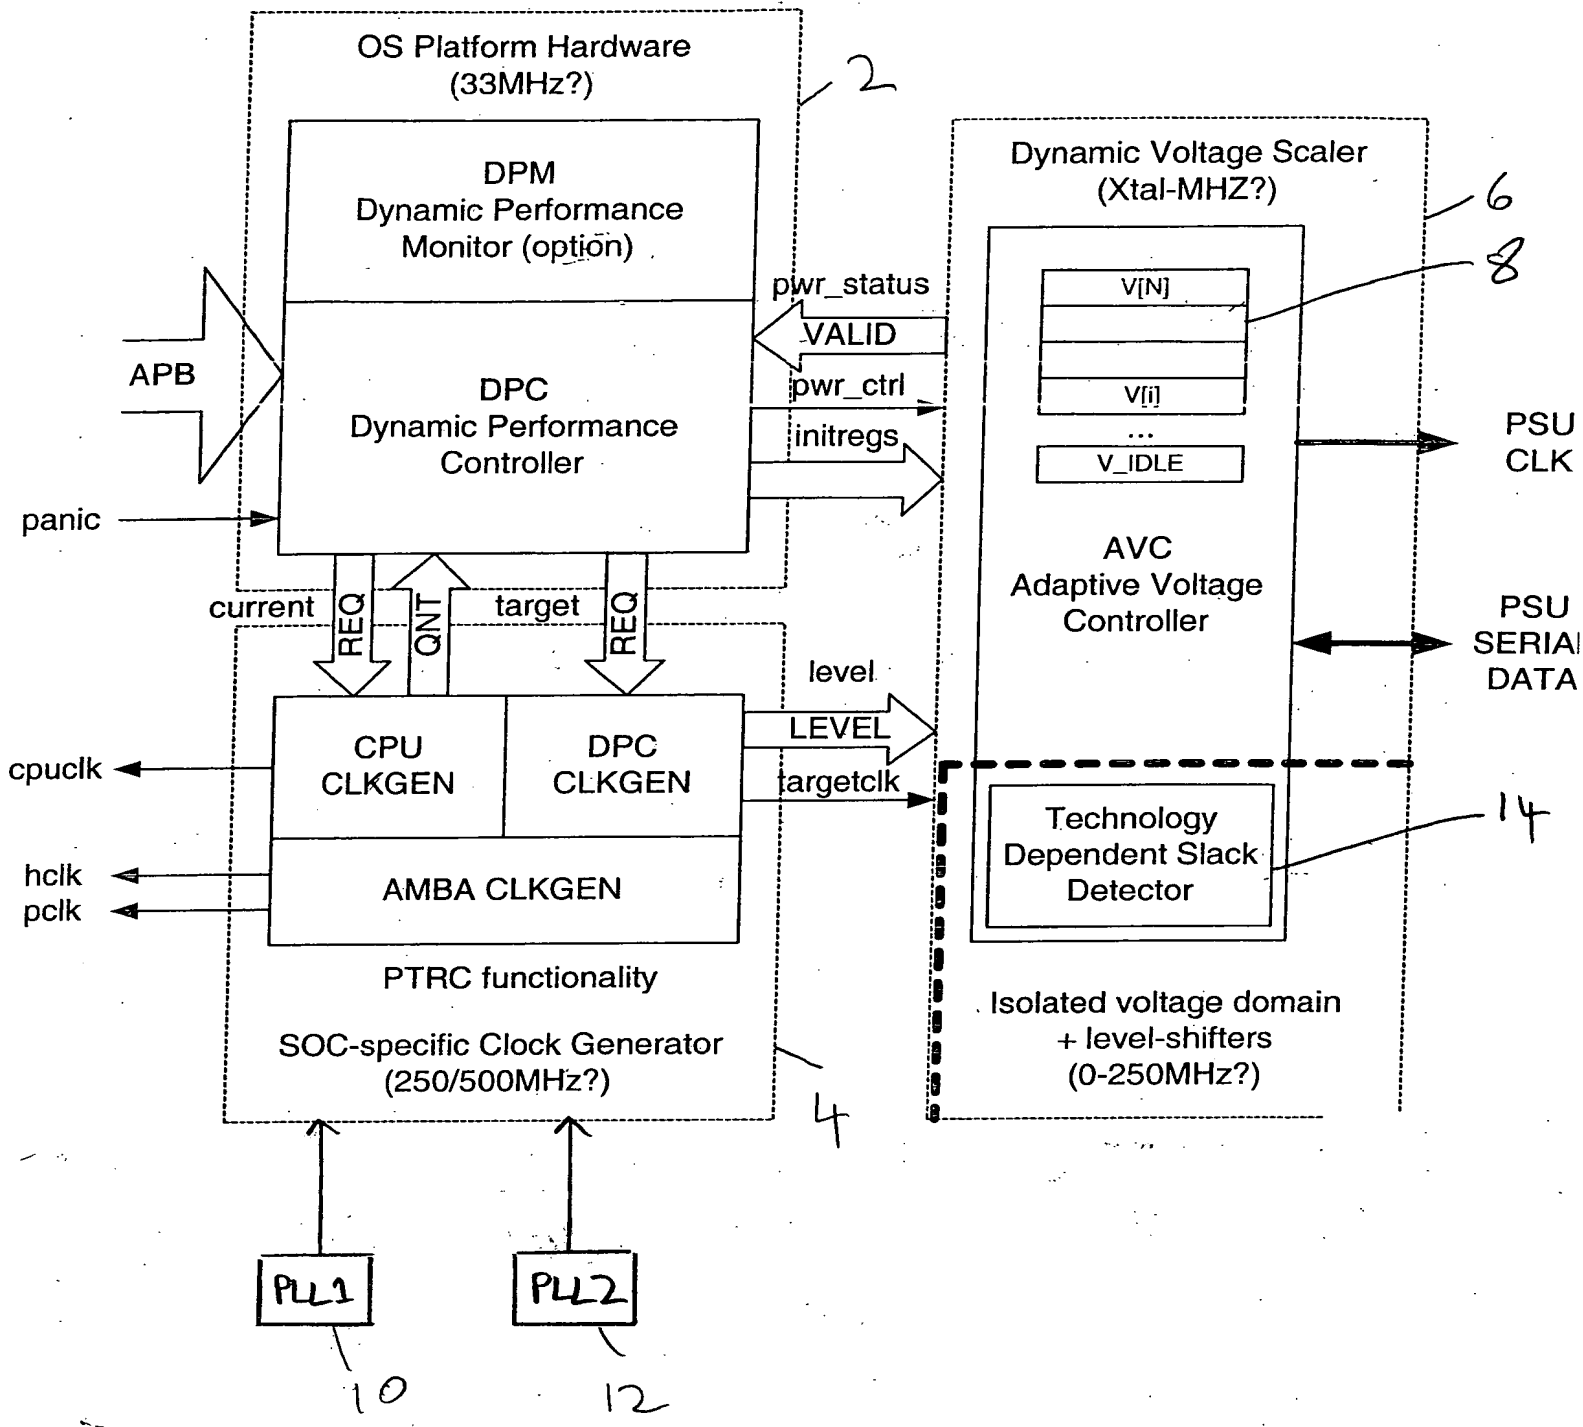 OS Platform Hardware
(33MHz?)
2
DPM
Dynamic Performance
Monitor (option)
APB
DPC
Dynamic Performance
Controller
panic
pwr_status
VALID
pwr_ctrl
initregs
current
REQ
QNT
target
REQ
level
LEVEL
targetclk
CPU
CLKGEN
DPC
CLKGEN
AMBA CLKGEN
cpuclk
hclk
pclk
PTRC functionality
SOC-specific Clock Generator
(250/500MHz?)
4
PLL1
10
PLL2
12
Dynamic Voltage Scaler
(Xtal-MHZ?)
6
8
V[N]
V[i]
...
V_IDLE
AVC
Adaptive Voltage
Controller
PSU
CLK
PSU
SERIAL
DATA
Technology
Dependent Slack
Detector
14
Isolated voltage domain
+ level-shifters
(0-250MHz?)